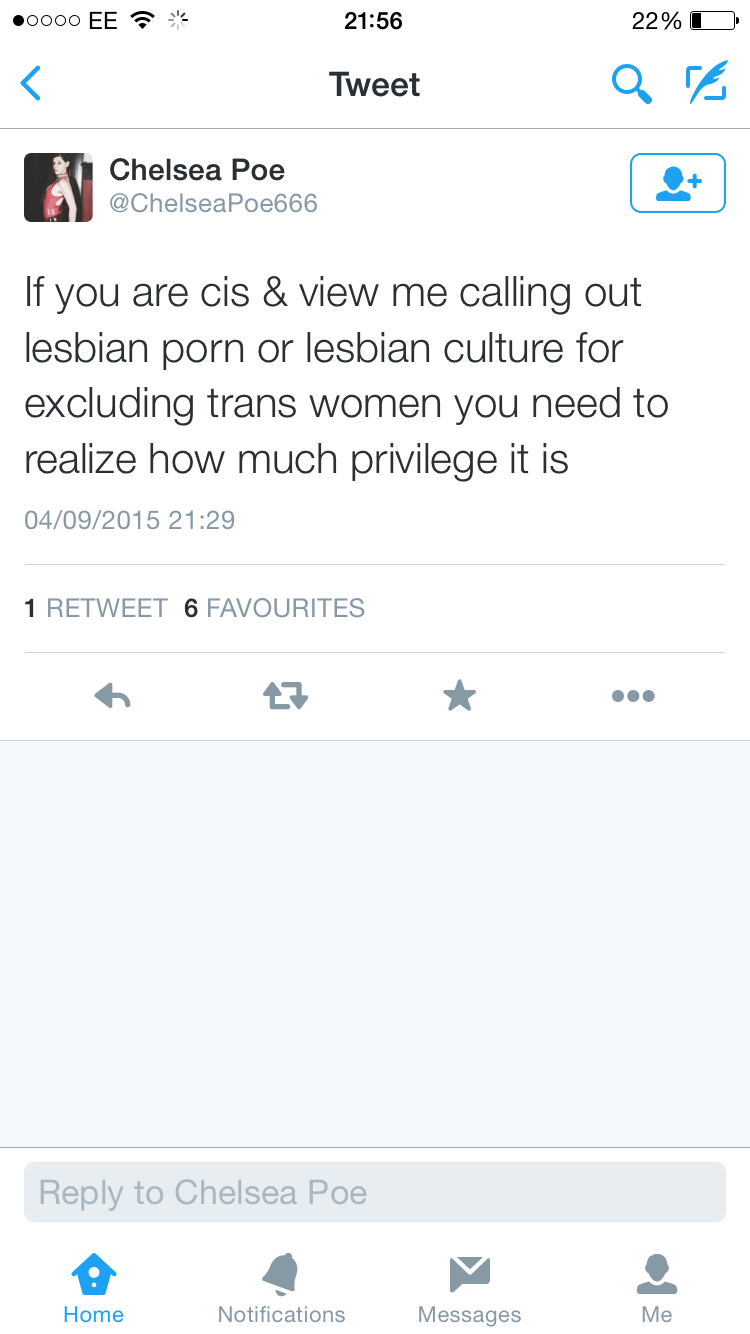 EE 21:56 22%
Tweet
Chelsea Poe
@ChelseaPoe666
If you are cis & view me calling out
lesbian porn or lesbian culture for
excluding trans women you need to
realize how much privilege it is
04/09/2015 21:29
1 RETWEET 6 FAVOURITES
Reply to Chelsea Poe
Home Notifications Messages Me